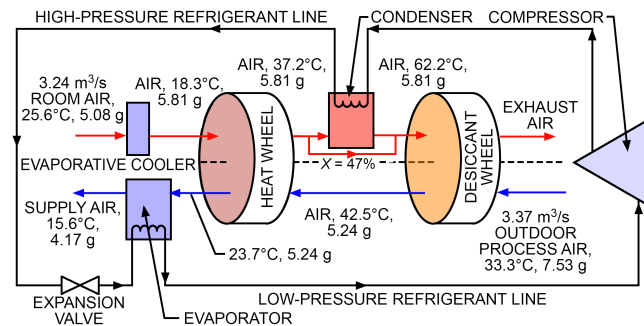 HIGH-PRESSURE REFRIGERANT LINE
CONDENSER
COMPRESSOR
3.24 m³/s
ROOM AIR,
25.6°C, 5.08 g
AIR, 18.3°C,
5.81 g
AIR, 37.2°C,
5.81 g
AIR, 62.2°C,
5.81 g
EXHAUST
AIR
EVAPORATIVE COOLER
HEAT WHEEL
X = 47%
DESICCANT
WHEEL
SUPPLY AIR,
15.6°C,
4.17 g
23.7°C, 5.24 g
AIR, 42.5°C,
5.24 g
3.37 m³/s
OUTDOOR
PROCESS AIR,
33.3°C, 7.53 g
EXPANSION
VALVE
EVAPORATOR
LOW-PRESSURE REFRIGERANT LINE